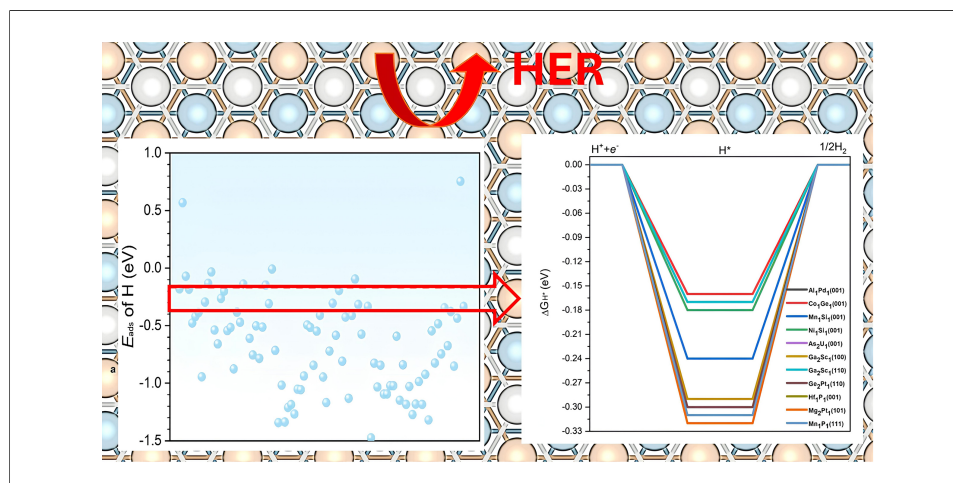 HER
1.0
0.5
0.0
-0.5
-1.0
-1.5
Eads of H (eV)
a
H⁺+e⁻ H* 1/2H₂
0.00
-0.03
-0.06
-0.09
-0.12
-0.15
-0.18
-0.21
-0.24
-0.27
-0.30
-0.33
ΔGH* (eV)
Al₁Pd₁(001)
Co₁Ge₁(001)
Mn₁Si₁(001)
Ni₁Si₁(001)
As₂U₁(001)
Ga₂Sc₁(100)
Ga₂Sc₁(110)
Ge₂Pt₁(110)
Hf₁P₁(001)
Mg₂Pt₁(101)
Mn₁P₁(111)